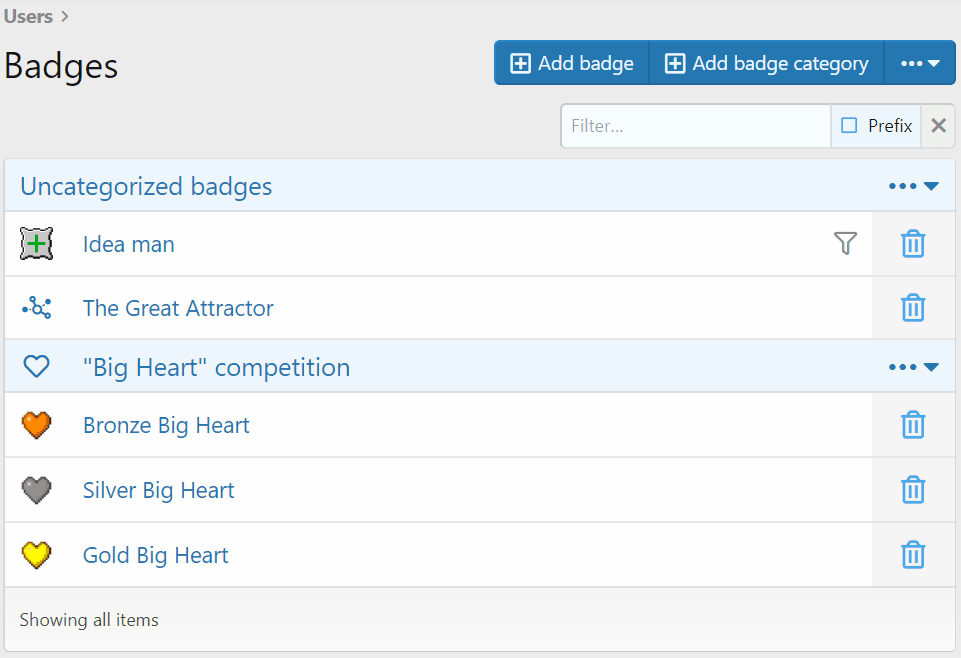 Users
Badges
Add badge
Add badge category
Filter...
Prefix
Uncategorized badges
Idea man
The Great Attractor
"Big Heart" competition
Bronze Big Heart
Silver Big Heart
Gold Big Heart
Showing all items